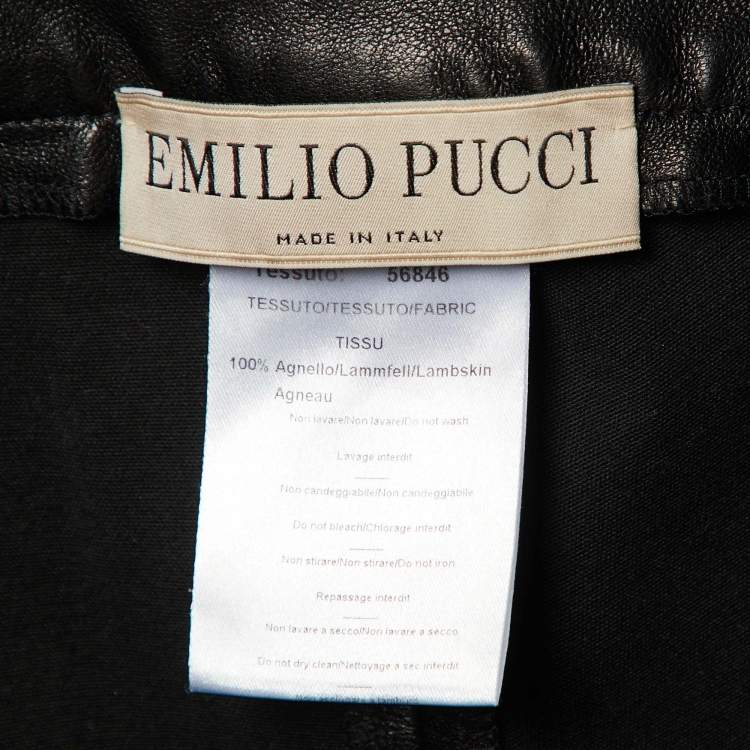 EMILIO PUCCI
MADE IN ITALY
Tessuto: 56846
TESSUTO/TESSUTO/FABRIC
TISSU
100% Agnello/Lammfell/Lambskin
Agneau
Non lavare/Non lavare/Do not wash
Lavage interdit
Non candeggiabile/Non candeggiabile
Do not bleach/Chlorage interdit
Non stirare/Non stirare/Do not iron
Repassage interdit
Non lavare a secco/Non lavare a secco
Do not dry clean/Nettoyage a sec interdit